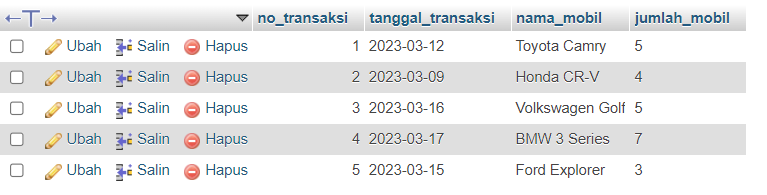 no_transaksi tanggal_transaksi nama_mobil jumlah_mobil
Ubah Salin Hapus 1 2023-03-12 Toyota Camry 5
Ubah Salin Hapus 2 2023-03-09 Honda CR-V 4
Ubah Salin Hapus 3 2023-03-16 Volkswagen Golf 5
Ubah Salin Hapus 4 2023-03-17 BMW 3 Series 7
Ubah Salin Hapus 5 2023-03-15 Ford Explorer 3